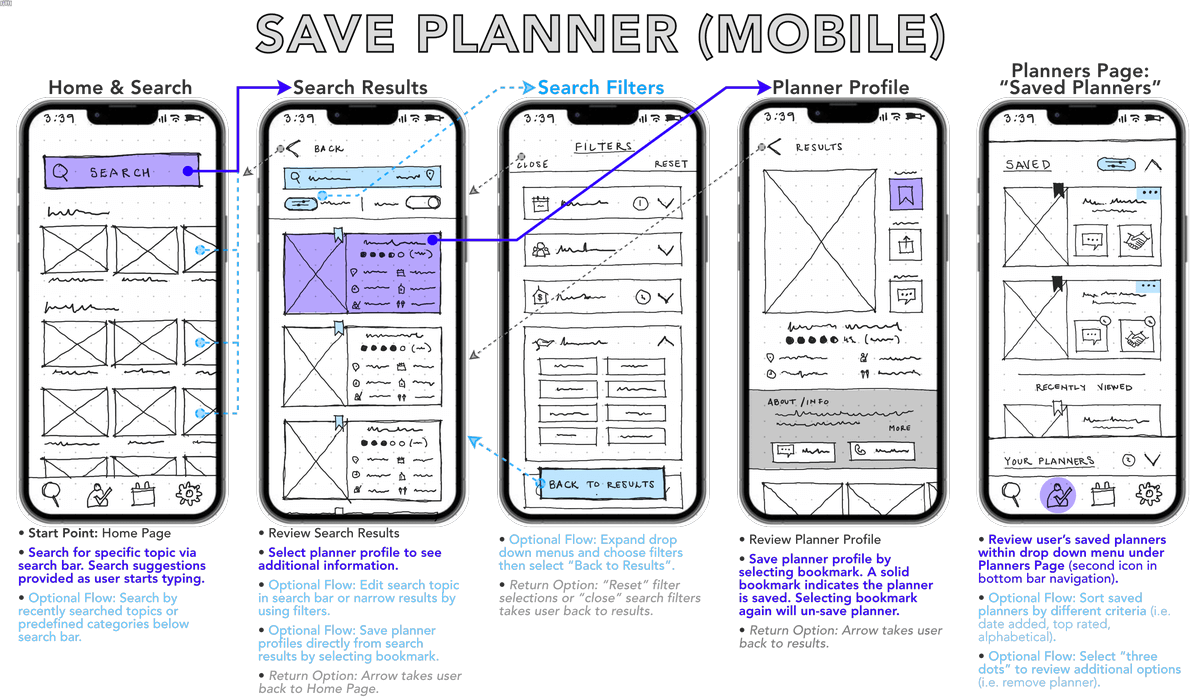 SAVE PLANNER (MOBILE)
Home & Search
3:39
SEARCH
• Start Point: Home Page
• Search for specific topic via
search bar. Search suggestions
provided as user starts typing.
• Optional Flow: Search by
recently searched topics or
predefined categories below
search bar.
Search Results
3:39
BACK
• Review Search Results
• Select planner profile to see
additional information.
• Optional Flow: Edit search topic
in search bar or narrow results by
using filters.
• Optional Flow: Save planner
profiles directly from search
results by selecting bookmark.
• Return Option: Arrow takes user
back to Home Page.
Search Filters
3:39
FILTERS
CLOSE
RESET
BACK TO RESULTS
• Optional Flow: Expand drop
down menus and choose filters
then select “Back to Results”.
• Return Option: “Reset” filter
selections or “close” search filters
takes user back to results.
Planner Profile
3:39
RESULTS
ABOUT/INFO
MORE
• Review Planner Profile
• Save planner profile by
selecting bookmark. A solid
bookmark indicates the planner
is saved. Selecting bookmark
again will un-save planner.
• Return Option: Arrow takes user
back to results.
Planners Page:
“Saved Planners”
3:39
SAVED
RECENTLY VIEWED
YOUR PLANNERS
• Review user’s saved planners
within drop down menu under
Planners Page (second icon in
bottom bar navigation).
• Optional Flow: Sort saved
planners by different criteria (i.e.
date added, top rated,
alphabetical).
• Optional Flow: Select “three
dots” to review additional options
(i.e. remove planner).